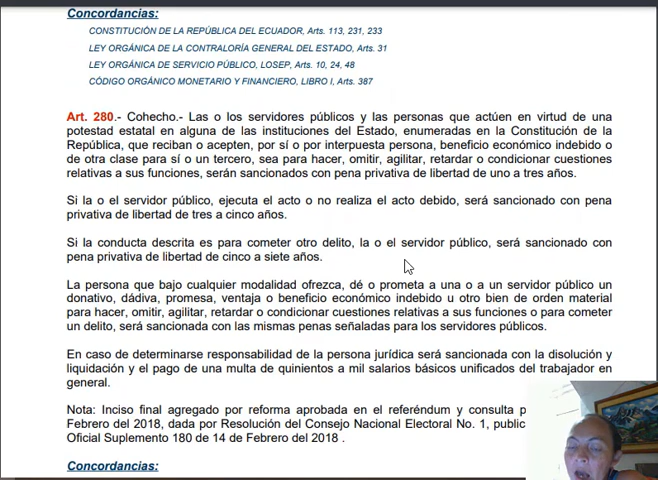 Concordancias:
CONSTITUCIÓN DE LA REPÚBLICA DEL ECUADOR, Arts. 113, 231, 233
LEY ORGÁNICA DE LA CONTRALORÍA GENERAL DEL ESTADO, Arts. 31
LEY ORGÁNICA DE SERVICIO PÚBLICO, LOSEP, Arts. 10, 24, 48
CÓDIGO ORGÁNICO MONETARIO Y FINANCIERO, LIBRO I, Arts. 387
Art. 280.- Cohecho.- Las o los servidores públicos y las personas que actúen en virtud de una
potestad estatal en alguna de las instituciones del Estado, enumeradas en la Constitución de la
República, que reciban o acepten, por sí o por interpuesta persona, beneficio económico indebido o
de otra clase para sí o un tercero, sea para hacer, omitir, agilitar, retardar o condicionar cuestiones
relativas a sus funciones, serán sancionados con pena privativa de libertad de uno a tres años.
Si la o el servidor público, ejecuta el acto o no realiza el acto debido, será sancionado con pena
privativa de libertad de tres a cinco años.
Si la conducta descrita es para cometer otro delito, la o el servidor público, será sancionado con
pena privativa de libertad de cinco a siete años.
La persona que bajo cualquier modalidad ofrezca, dé o prometa a una o a un servidor público un
donativo, dádiva, promesa, ventaja o beneficio económico indebido u otro bien de orden material
para hacer, omitir, agilitar, retardar o condicionar cuestiones relativas a sus funciones o para cometer
un delito, será sancionada con las mismas penas señaladas para los servidores públicos.
En caso de determinarse responsabilidad de la persona jurídica será sancionada con la disolución y
liquidación y el pago de una multa de quinientos a mil salarios básicos unificados del trabajador en
general.
Nota: Inciso final agregado por reforma aprobada en el referéndum y consulta p
Febrero del 2018, dada por Resolución del Consejo Nacional Electoral No. 1, public
Oficial Suplemento 180 de 14 de Febrero del 2018 .
Concordancias: